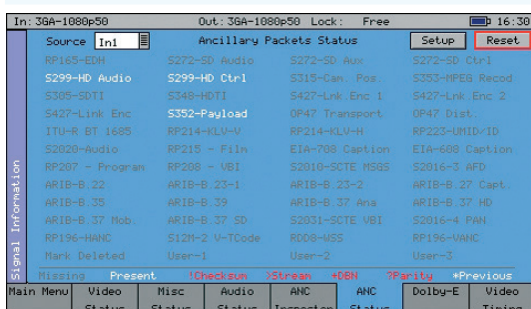 In: 3GA-1080p50 Out: 3GA-1080p50 Lock: Free 16:30
Source In1 Ancillary Packets Status Setup Reset
RP165-EDH S272-SD Audio S272-SD Aux S272-SD Ctrl
S299-HD Audio S299-HD Ctrl S315-Cam. Pos. S353-MPEG Recod
S305-SDTI S348-HDTI S427-Lnk.Enc 1 S427-Lnk Enc 2
S427-Link Enc S352-Payload OP47 Transport OP47 Dist.
ITU-R BT 1685 RP214-KLV-V RP214-KLV-H RP223-UMID/ID
S2020-Audio RP215 - Film EIA-708 Caption EIA-608 Caption
RP207 - Program RP208 - VBI S2010-SCTE MSGS S2016-3 AFD
ARIB-B.22 ARIB-B.23-1 ARIB-B.23-2 ARIB-B.27 Capt.
ARIB-B.35 ARIB-B.39 ARIB-B.37 Ana ARIB-B.37 HD
ARIB-B.37 Mob. ARIB-B.37 SD S2031-SCTE VBI S2016-4 PAN
RP196-HANC S12M-2 V-TCode RDD8-WSS RP196-VANC
Mark Deleted User-1 User-2 User-3
Missing Present !Checksum >Stream +DBN ?Parity *Previous
Signal Information
Main Menu Video Status Misc Status Audio Status ANC Inspector ANC Status Dolby-E Video Timing